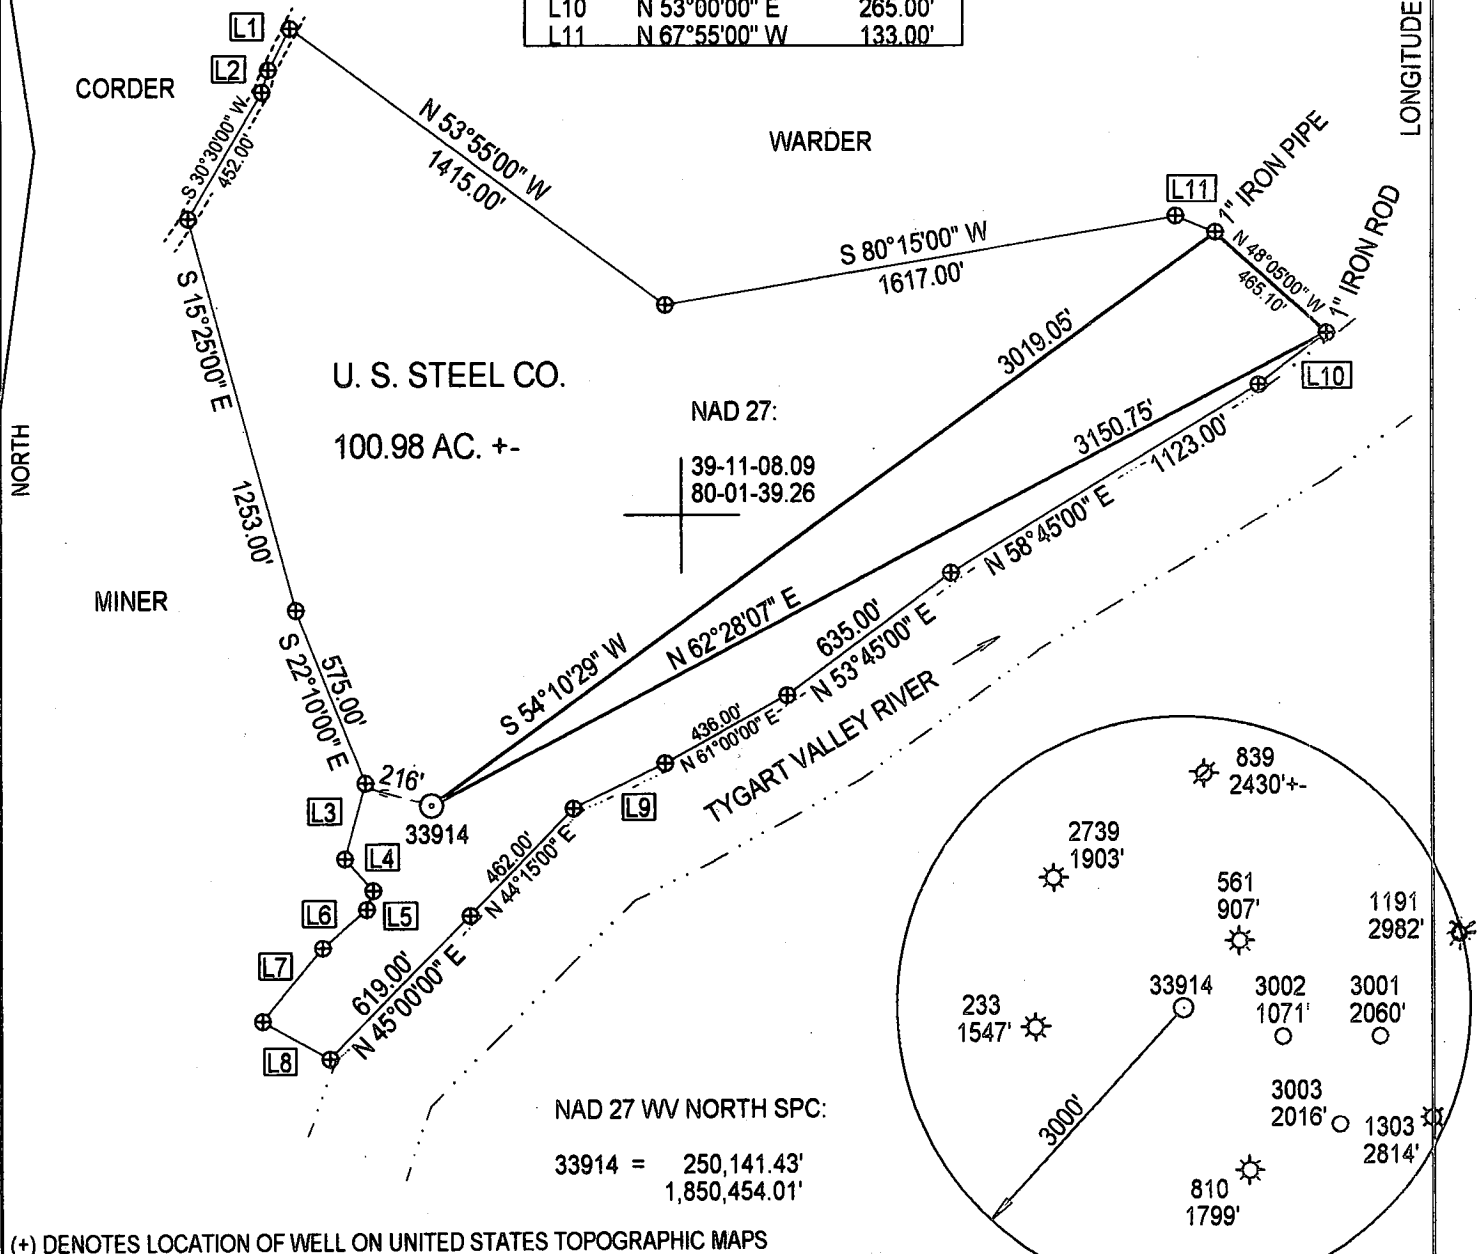 L10 N 53°00'00" E 265.00'
L11 N 67°55'00" W 133.00'
LONGITUDE
L1
L2
CORDER
S 30°30'00" W
452.00'
N 53°55'00" W
1415.00'
WARDER
L11
1" IRON PIPE
1" IRON ROD
N 48°05'00" W
465.10'
S 80°15'00" W
1617.00'
S 15°25'00" E
1253.00'
U. S. STEEL CO.
100.98 AC. +-
3019.05'
L10
NAD 27:
39-11-08.09
80-01-39.26
3150.75'
1123.00'
N 58°45'00" E
NORTH
MINER
575.00'
S 22°10'00" E
S 54°10'29" W
N 62°28'07" E
635.00'
N 53°45'00" E
436.00'
N 61°00'00" E
TYGART VALLEY RIVER
216'
33914
L3
L4
L5
L6
L7
L8
L9
462.00'
N 44°15'00" E
619.00'
N 45°00'00" E
839
2430'+-
2739
1903'
561
907'
1191
2982'
33914
3002
1071'
3001
2060'
233
1547'
3003
2016'
1303
2814'
810
1799'
3000'
NAD 27 WV NORTH SPC:
33914 = 250,141.43'
1,850,454.01'
(+) DENOTES LOCATION OF WELL ON UNITED STATES TOPOGRAPHIC MAPS